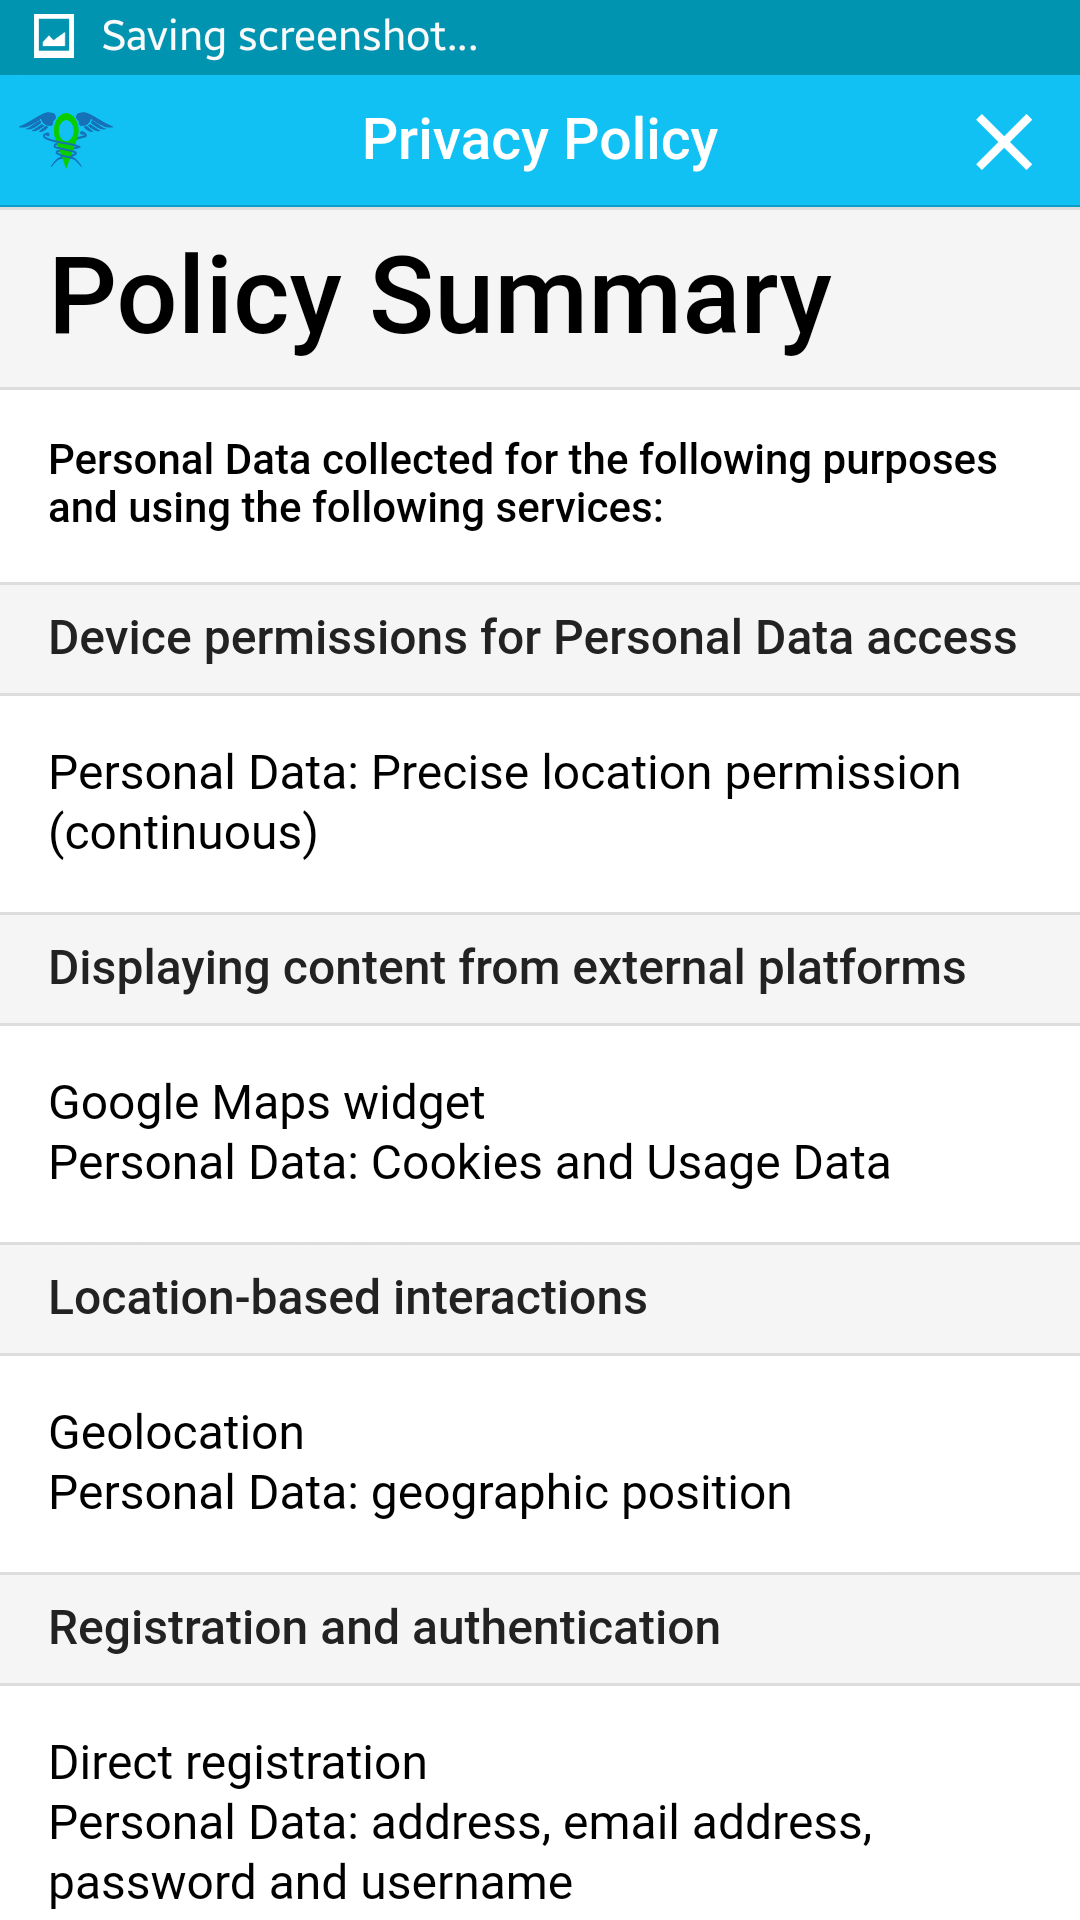 Saving screenshot...
Privacy Policy
Policy Summary
Personal Data collected for the following purposes
and using the following services:
Device permissions for Personal Data access
Personal Data: Precise location permission
(continuous)
Displaying content from external platforms
Google Maps widget
Personal Data: Cookies and Usage Data
Location-based interactions
Geolocation
Personal Data: geographic position
Registration and authentication
Direct registration
Personal Data: address, email address,
password and username